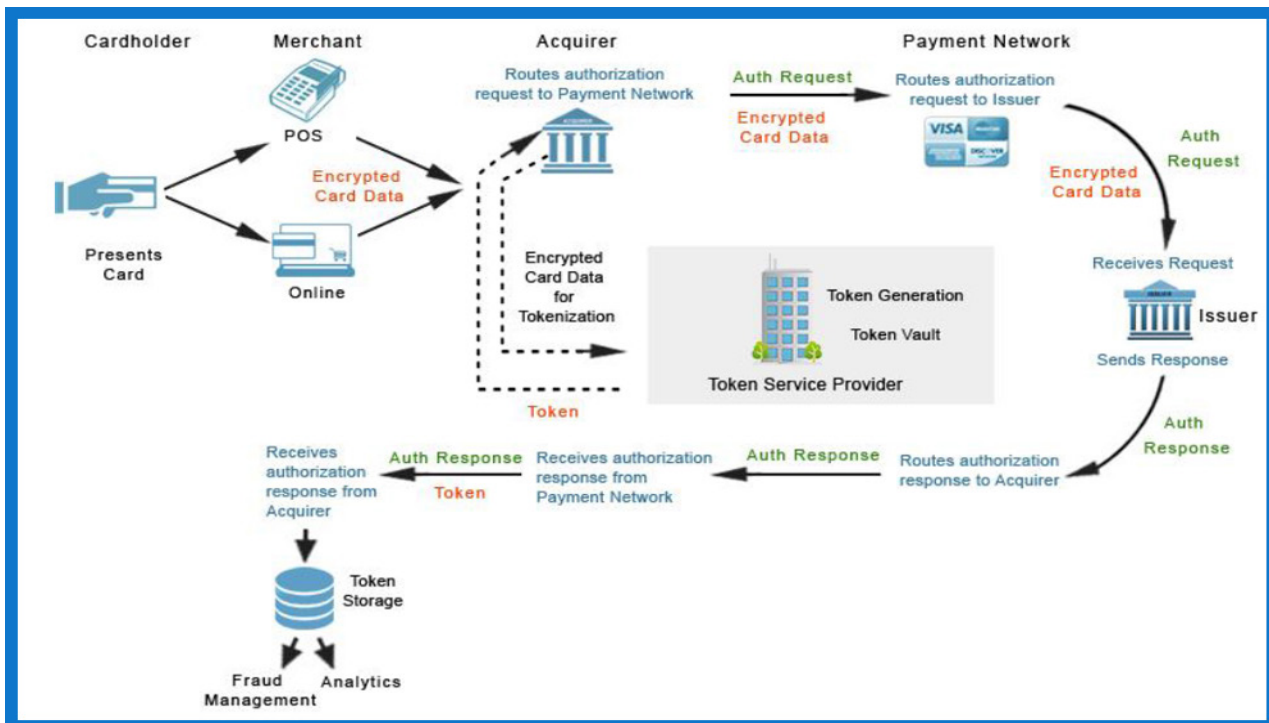 Cardholder
Merchant
Acquirer
Payment Network
Routes authorization
request to Payment Network
Auth Request
Encrypted
Card Data
Routes authorization
request to Issuer
POS
ACQUIRER
VISA
DISCOVER
Auth
Request
Encrypted
Card Data
Encrypted
Card Data
Presents
Card
Online
Encrypted
Card Data
for
Tokenization
Token Generation
Token Vault
Token Service Provider
Receives Request
ISSUER
Issuer
Sends Response
Token
Auth
Response
Receives
authorization
response from
Acquirer
Auth Response
Token
Receives authorization
response from
Payment Network
Auth Response
Routes authorization
response to Acquirer
Token
Storage
Fraud
Management
Analytics